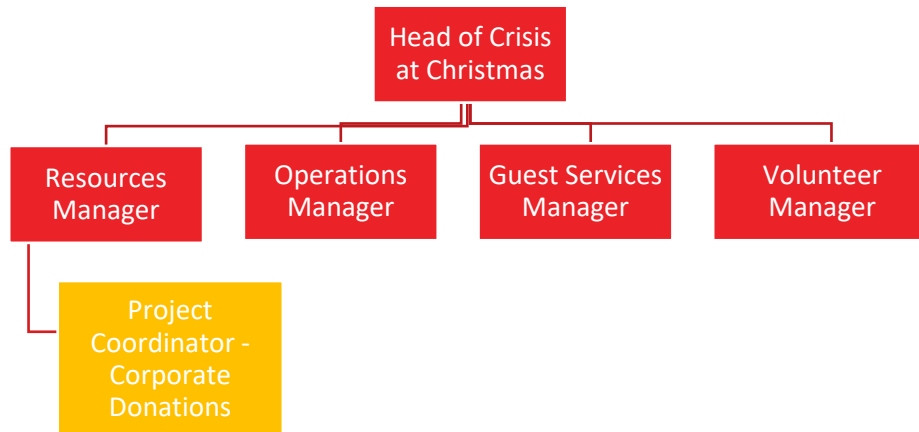 Head of Crisis
at Christmas
Resources
Manager
Operations
Manager
Guest Services
Manager
Volunteer
Manager
Project
Coordinator -
Corporate
Donations